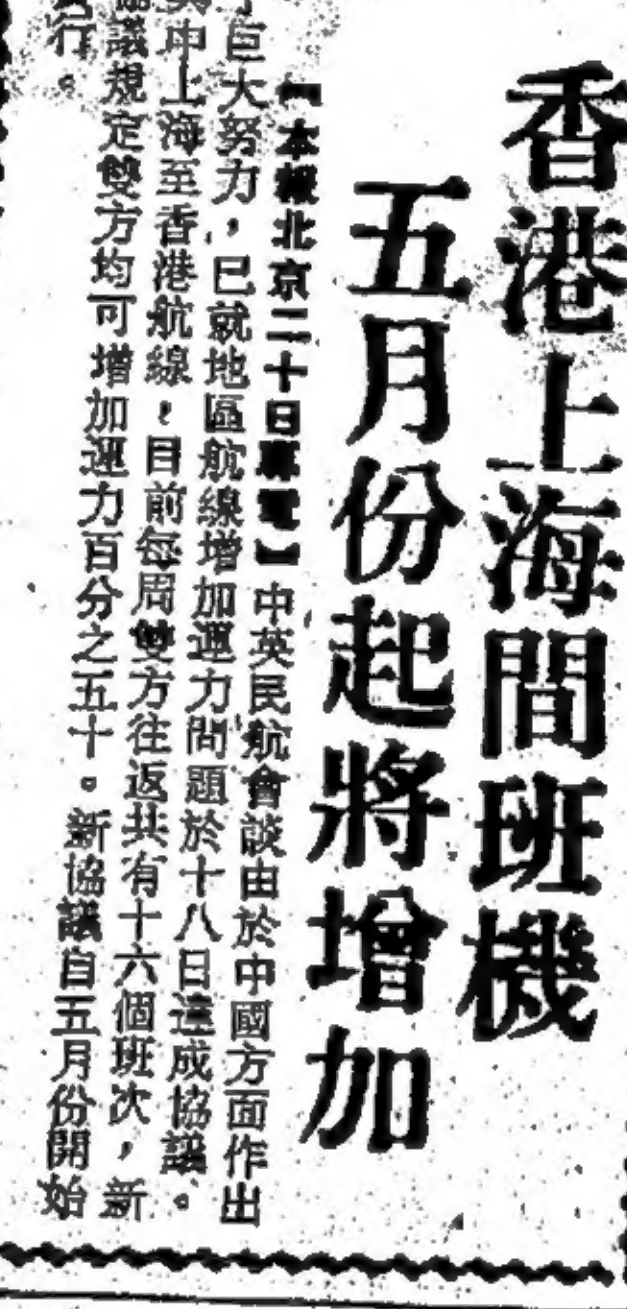 香港上海間班機
五月份起將增加
【本報北京二十日專電】中英民航會談由於中國方面作出
巨大努力，已就地區航線增加運力問題於十八日達成協議。
其中上海至香港航線，目前每周雙方往返共有十六個班次，新
協議規定雙方均可增加運力百分之五十。新協議自五月份開始
行。